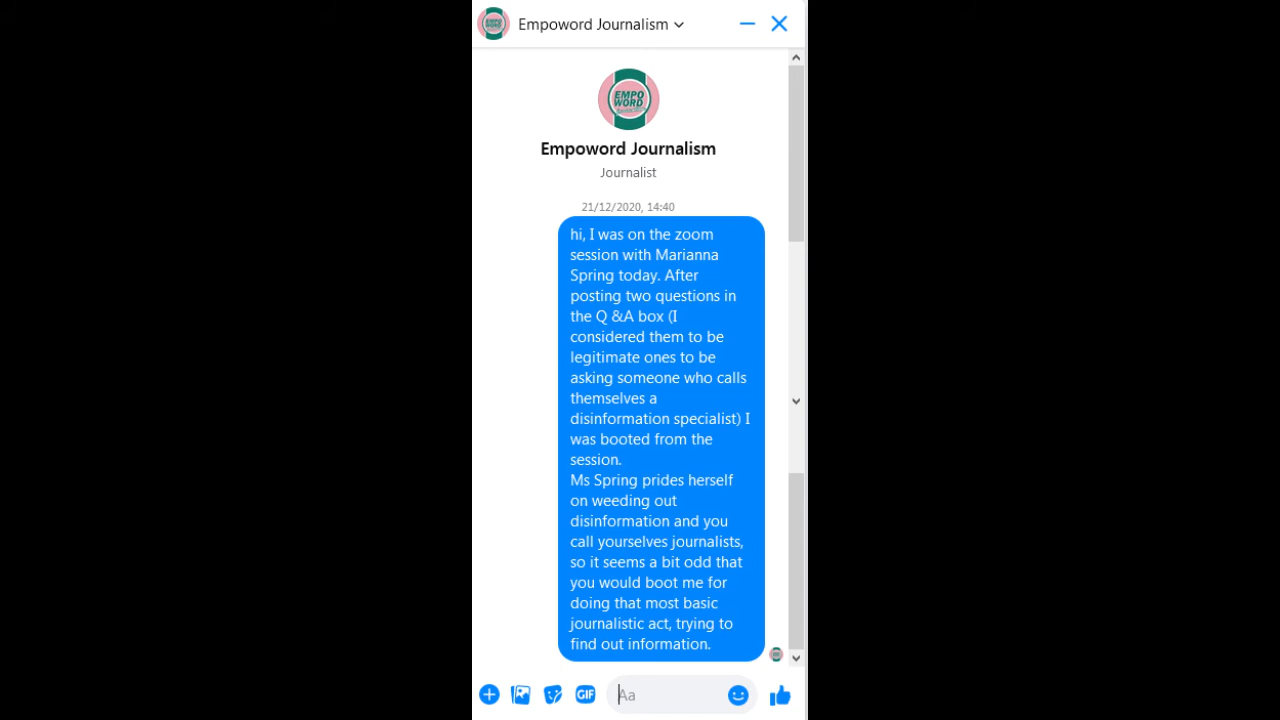 Empoword Journalism
EMPO
WORD
Empoword Journalism
Journalist
21/12/2020, 14:40
hi, I was on the zoom
session with Marianna
Spring today. After
posting two questions in
the Q &A box (I
considered them to be
legitimate ones to be
asking someone who calls
themselves a
disinformation specialist) I
was booted from the
session.
Ms Spring prides herself
on weeding out
disinformation and you
call yourselves journalists,
so it seems a bit odd that
you would boot me for
doing that most basic
journalistic act, trying to
find out information.
GIF
Aa